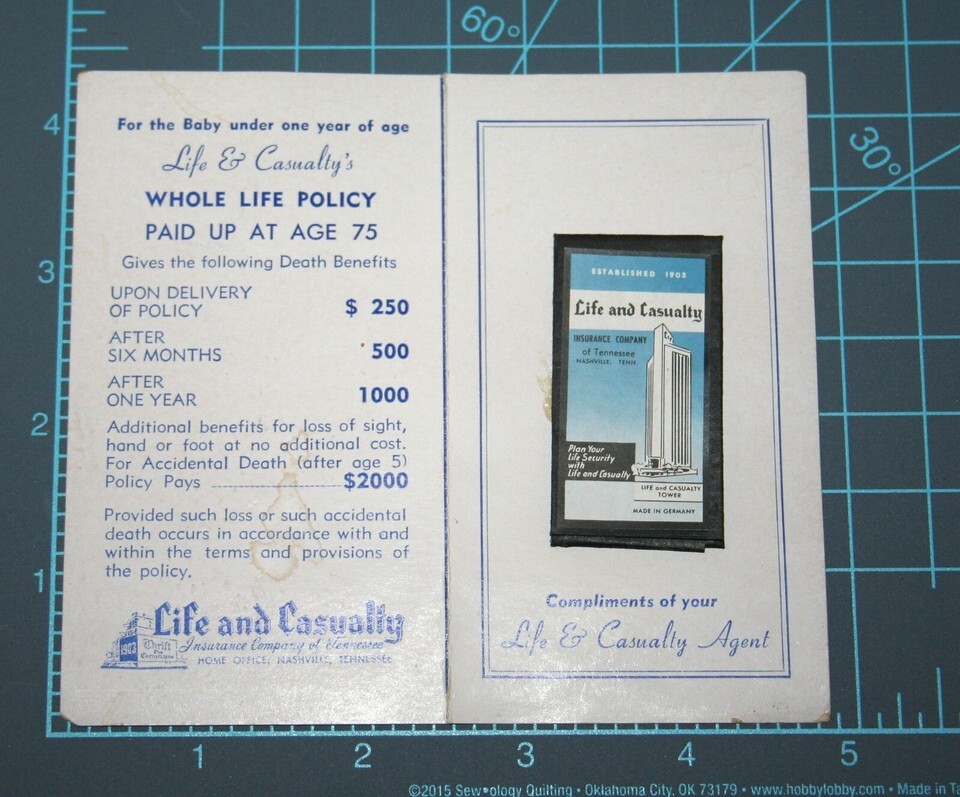 For the Baby under one year of age
Life & Casualty's
WHOLE LIFE POLICY
PAID UP AT AGE 75
Gives the following Death Benefits
UPON DELIVERY
OF POLICY $ 250
AFTER
SIX MONTHS 500
AFTER
ONE YEAR 1000
Additional benefits for loss of sight,
hand or foot at no additional cost.
For Accidental Death (after age 5)
Policy Pays $2000
Provided such loss or such accidental
death occurs in accordance with and
within the terms and provisions of
the policy.
1903
Thrift
Life and Casualty
Insurance Company of Tennessee
HOME OFFICE, NASHVILLE, TENNESSEE
ESTABLISHED 1903
Life and Casualty
INSURANCE COMPANY
of Tennessee
NASHVILLE, TENN.
L&C
Plan Your
Life Security
with
Life and Casualty
LIFE and CASUALTY
TOWER
MADE IN GERMANY
Compliments of your
Life & Casualty Agent
60°
30°
4
3
2
1
1 2 3 4 5
©2015 Sew•ology Quilting • Oklahoma City, OK 73179 • www.hobbylobby.com • Made in Ta